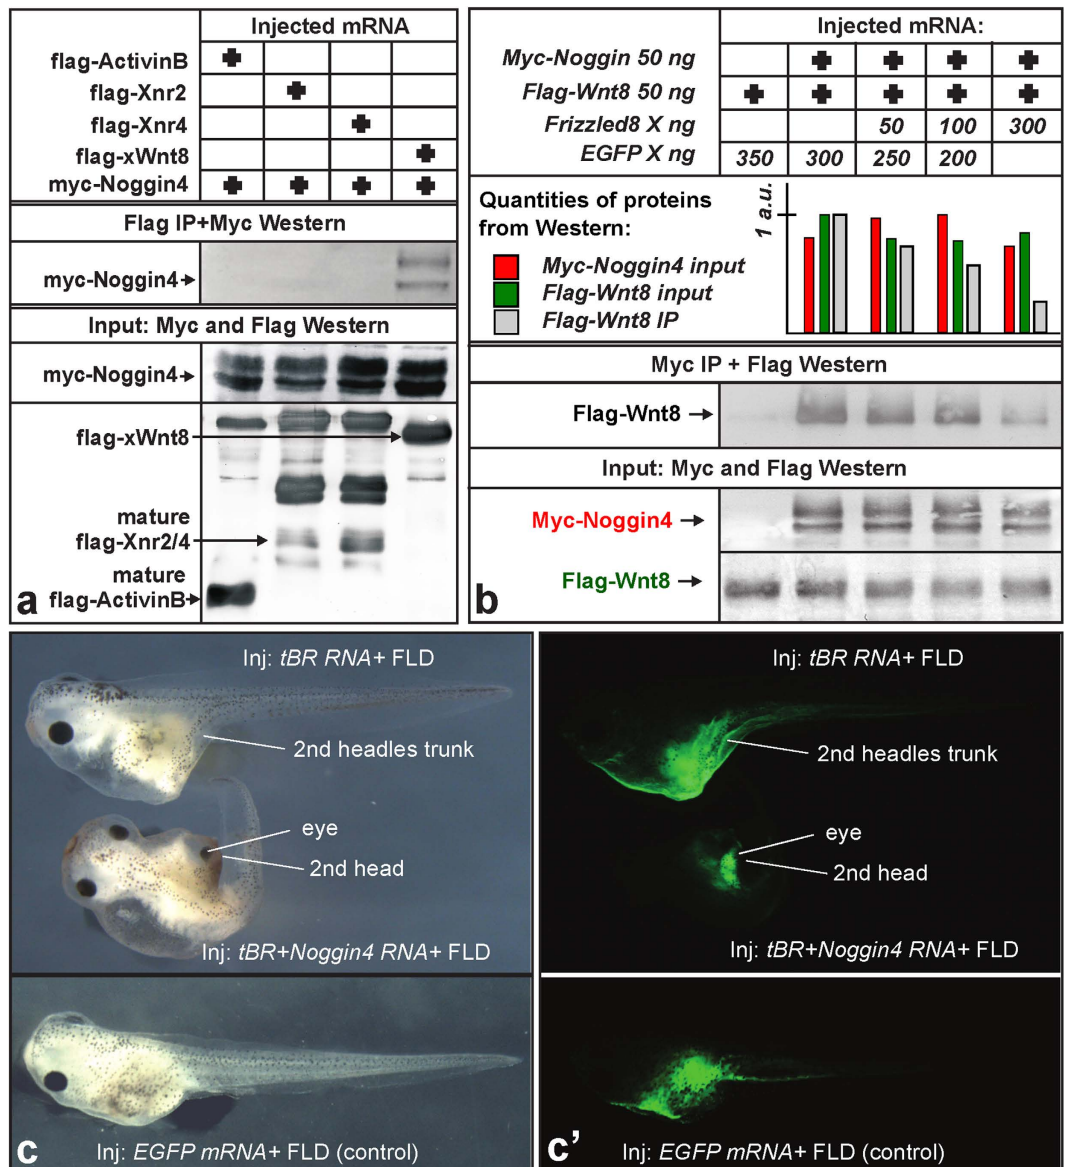 Injected mRNA
flag-ActivinB
flag-Xnr2
flag-Xnr4
flag-xWnt8
myc-Noggin4
Flag IP+Myc Western
myc-Noggin4
Input: Myc and Flag Western
myc-Noggin4
flag-xWnt8
mature
flag-Xnr2/4
mature
flag-ActivinB
a
Injected mRNA:
Myc-Noggin 50 ng
Flag-Wnt8 50 ng
Frizzled8 X ng 50 100 300
EGFP X ng 350 300 250 200
Quantities of proteins
from Western:
Myc-Noggin4 input
Flag-Wnt8 input
Flag-Wnt8 IP
1 a.u.
Myc IP + Flag Western
Flag-Wnt8
Input: Myc and Flag Western
Myc-Noggin4
Flag-Wnt8
b
Inj: tBR RNA+ FLD
2nd headles trunk
eye
2nd head
Inj: tBR+Noggin4 RNA+ FLD
c
Inj: EGFP mRNA+ FLD (control)
Inj: tBR RNA+ FLD
2nd headles trunk
eye
2nd head
Inj: tBR+Noggin4 RNA+ FLD
c’
Inj: EGFP mRNA+ FLD (control)